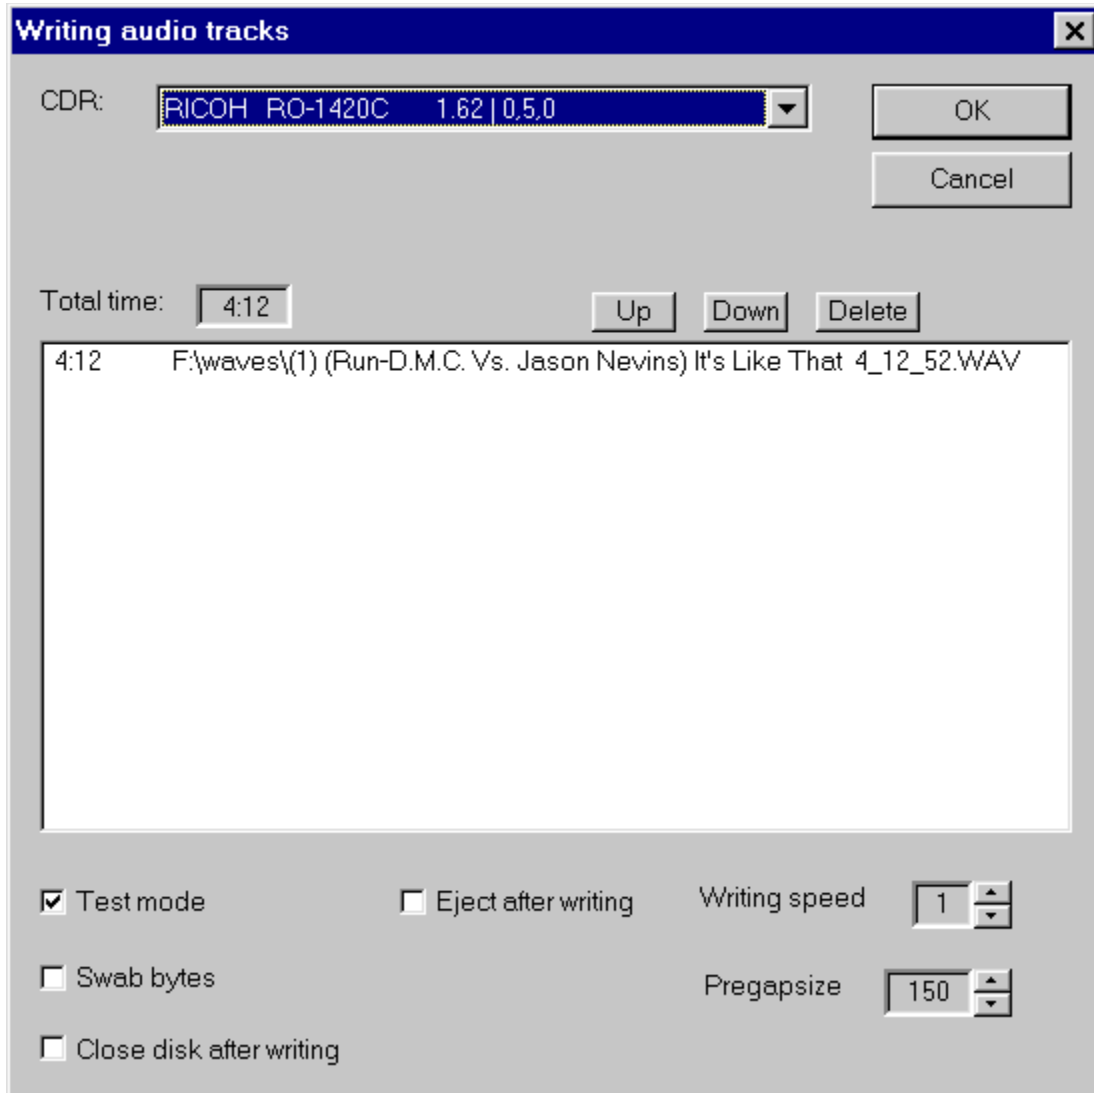 Writing audio tracks
CDR:
RICOH RO-1420C 1.62 | 0,5,0
OK
Cancel
Total time:
4:12
Up
Down
Delete
4:12 F:\waves\(1) (Run-D.M.C. Vs. Jason Nevins) It's Like That 4_12_52.WAV
Test mode
Eject after writing
Writing speed
1
Swab bytes
Pregapsize
150
Close disk after writing